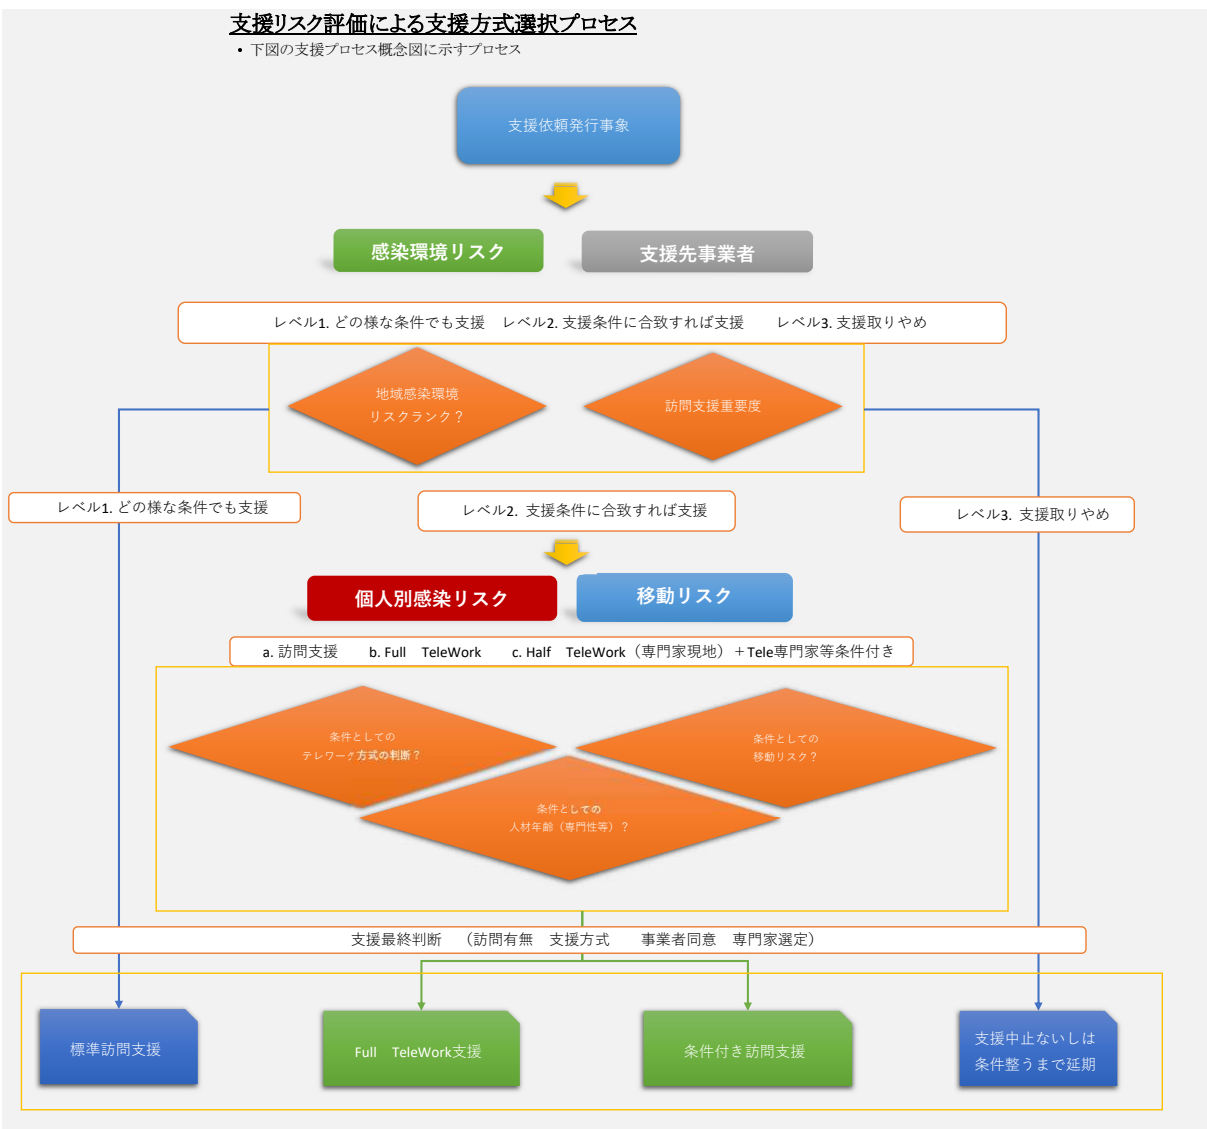 支援リスク評価による支援方式選択プロセス
• 下図の支援プロセス概念図に示すプロセス
支援依頼発行事象
感染環境リスク
支援先事業者
レベル1. どの様な条件でも支援　レベル2. 支援条件に合致すれば支援　　レベル3. 支援取りやめ
地域感染環境
リスクランク？
訪問支援重要度
レベル1. どの様な条件でも支援
レベル2. 支援条件に合致すれば支援
レベル3. 支援取りやめ
個人別感染リスク
移動リスク
a. 訪問支援　　b. Full　TeleWork　　c. Half　TeleWork（専門家現地）＋Tele専門家等条件付き
条件としての
テレワーク方式の判断？
条件としての
移動リスク？
条件としての
人材年齢（専門性等）？
支援最終判断　（訪問有無　支援方式　　事業者同意　専門家選定）
標準訪問支援
Full　TeleWork支援
条件付き訪問支援
支援中止ないしは
条件整うまで延期